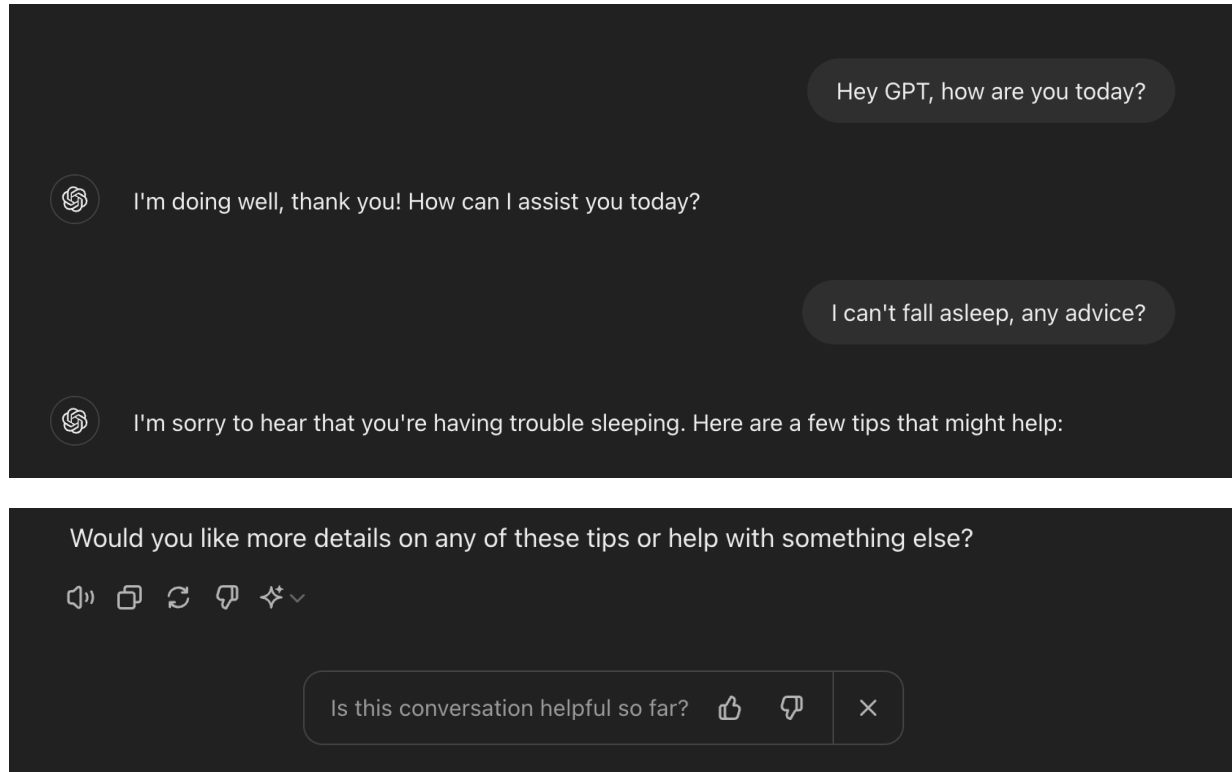 Hey GPT, how are you today?
I'm doing well, thank you! How can I assist you today?
I can't fall asleep, any advice?
I'm sorry to hear that you're having trouble sleeping. Here are a few tips that might help:
Would you like more details on any of these tips or help with something else?
Is this conversation helpful so far?